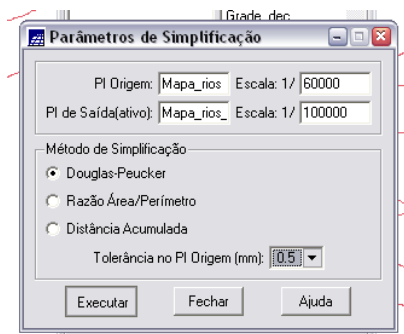 Grade_dec
Parâmetros de Simplificação
PI Origem: Mapa_rios Escala: 1/ 60000
PI de Saída(ativo): Mapa_rios_ Escala: 1/ 100000
Método de Simplificação
Douglas-Peucker
Razão Área/Perímetro
Distância Acumulada
Tolerância no PI Origem (mm): 0.5
Executar Fechar Ajuda